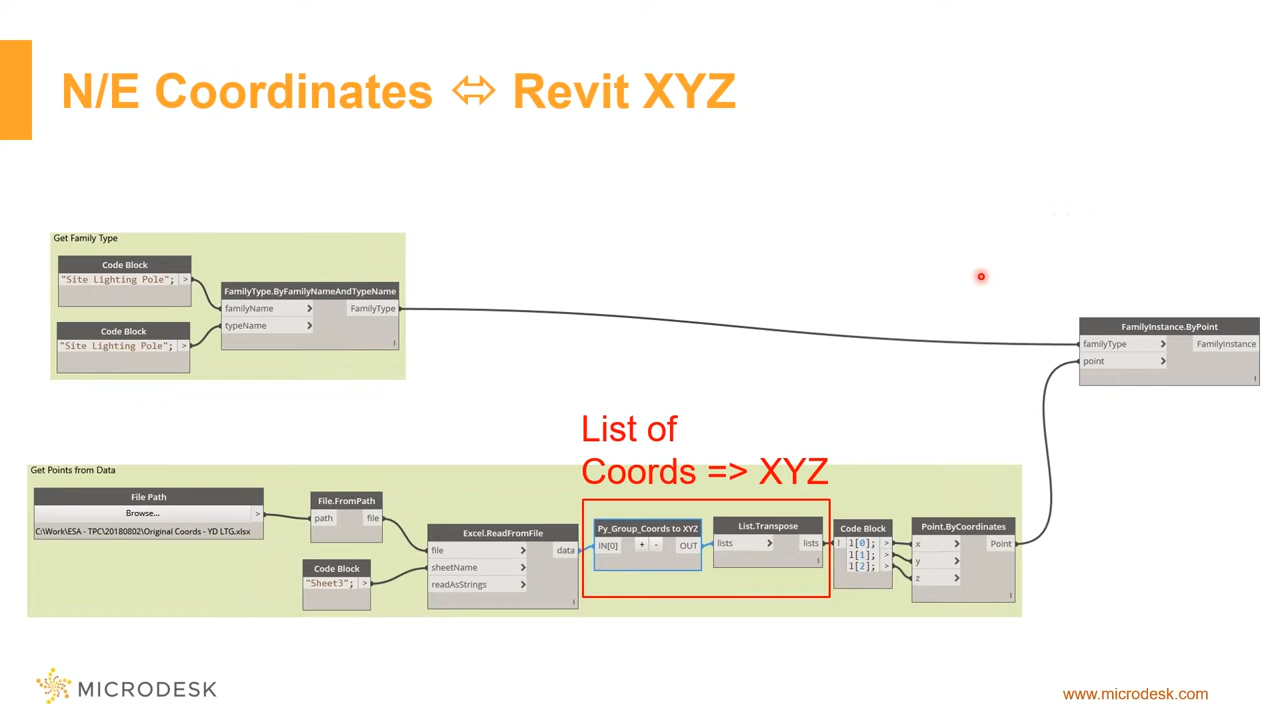 N/E Coordinates ⬄ Revit XYZ
Get Family Type
Code Block
"Site Lighting Pole"; >
Code Block
"Site Lighting Pole"; >
FamilyType.ByFamilyNameAndTypeName
familyName > FamilyType
typeName >
FamilyInstance.ByPoint
familyType > FamilyInstance
point >
List of
Coords => XYZ
Get Points from Data
File Path
Browse... >
C:\Work\ESA - TPC\20180802\Original Coords - YD LTG.xlsx
File.FromPath
path file
Code Block
"Sheet3"; >
Excel.ReadFromFile
file > data
sheetName >
readAsStrings >
Py_Group_Coords to XYZ
IN[0] + - OUT
List.Transpose
lists > lists
Code Block
l l[0]; >
l[1]; >
l[2]; >
Point.ByCoordinates
x > Point
y >
z >
MICRODESK
www.microdesk.com